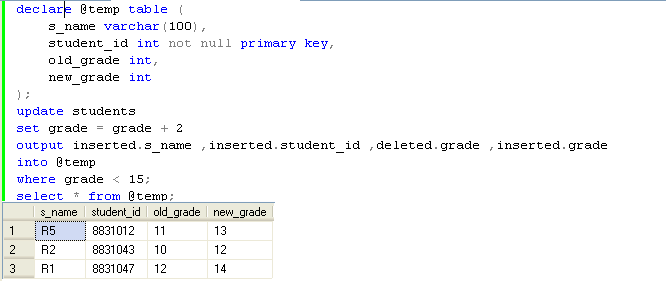 declare @temp table (
s_name varchar(100),
student_id int not null primary key,
old_grade int,
new_grade int
);
update students
set grade = grade + 2
output inserted.s_name ,inserted.student_id ,deleted.grade ,inserted.grade
into @temp
where grade < 15;
select * from @temp;
s_name student_id old_grade new_grade
1 R5 8831012 11 13
2 R2 8831043 10 12
3 R1 8831047 12 14